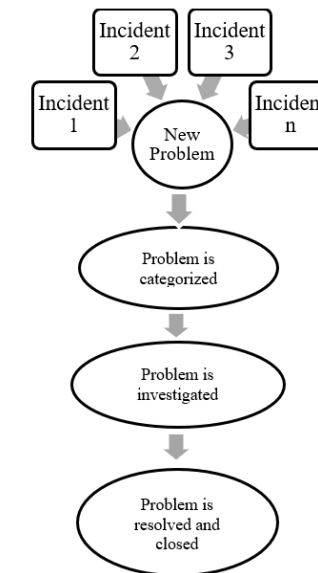 Incident
2
Incident
3
Incident
1
Inciden
n
New
Problem
Problem is
categorized
Problem is
investigated
Problem is
resolved and
closed